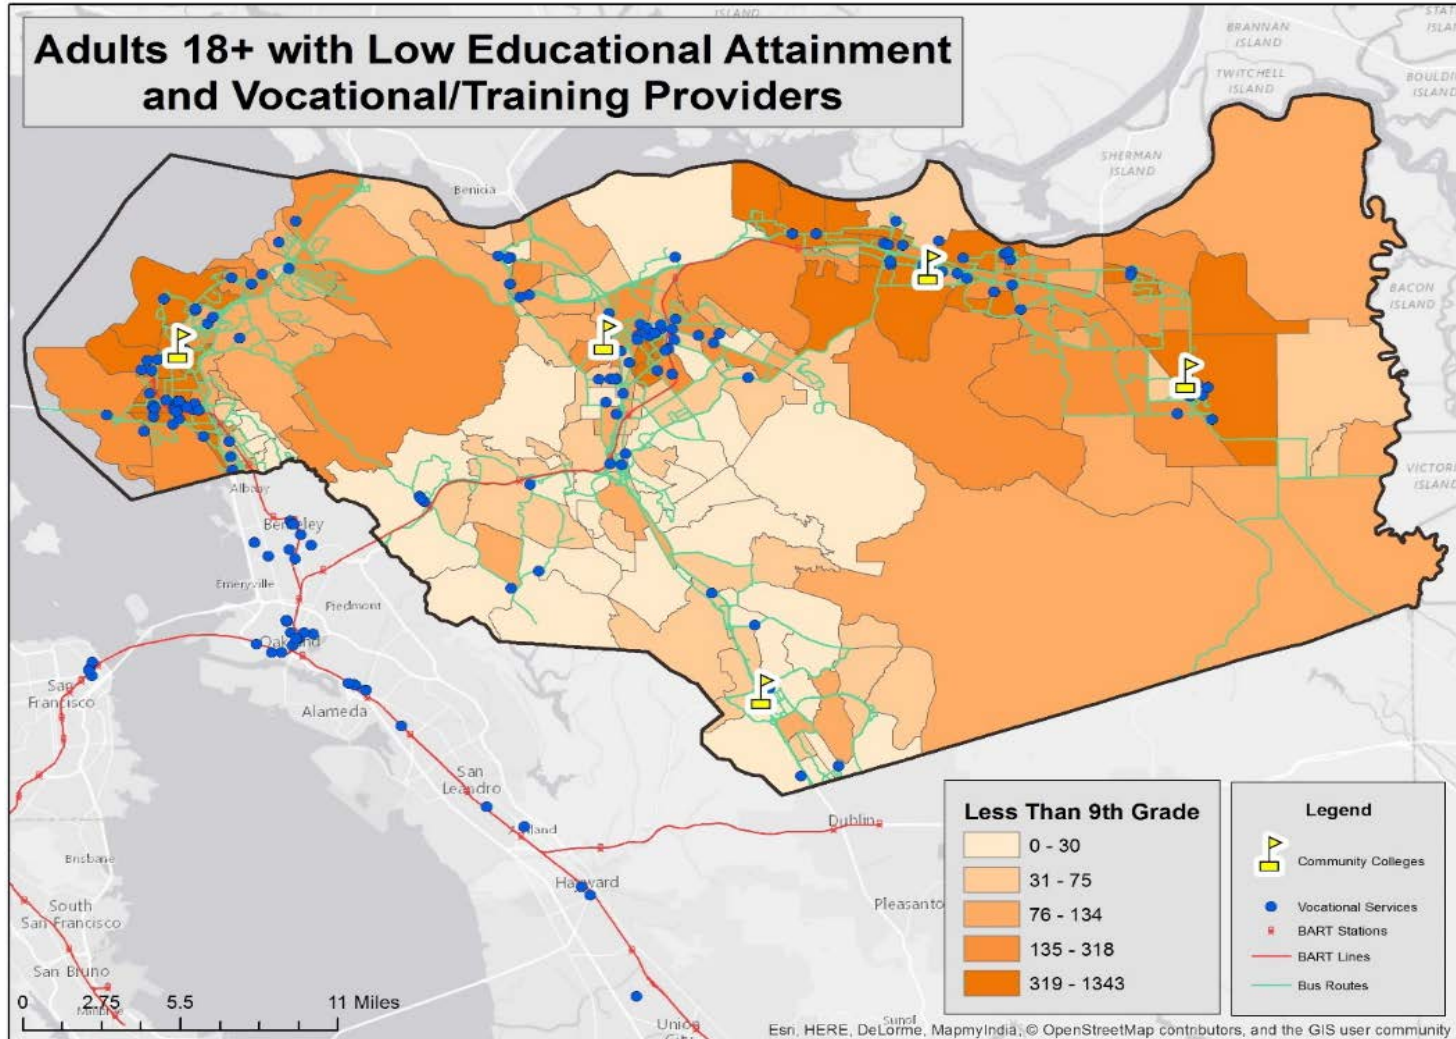 Adults 18+ with Low Educational Attainment
and Vocational/Training Providers
ISLAND
BRANNAN
ISLAND
TWITCHELL
ISLAND
SHERMAN
ISLAND
BACON
ISLAND
ISLAND
Benicia
Albany
Berkeley
Emeryville
Piedmont
Oakland
San
Francisco
Alameda
San
Leandro
Hayward
Dublin
Brisbane
South
San Francisco
San Bruno
Pleasanto
Union
City
Sunol
0 2.75 5.5 11 Miles
Less Than 9th Grade
0 - 30
31 - 75
76 - 134
135 - 318
319 - 1343
Legend
Community Colleges
Vocational Services
BART Stations
BART Lines
Bus Routes
Esri, HERE, DeLorme, MapmyIndia, © OpenStreetMap contributors, and the GIS user community